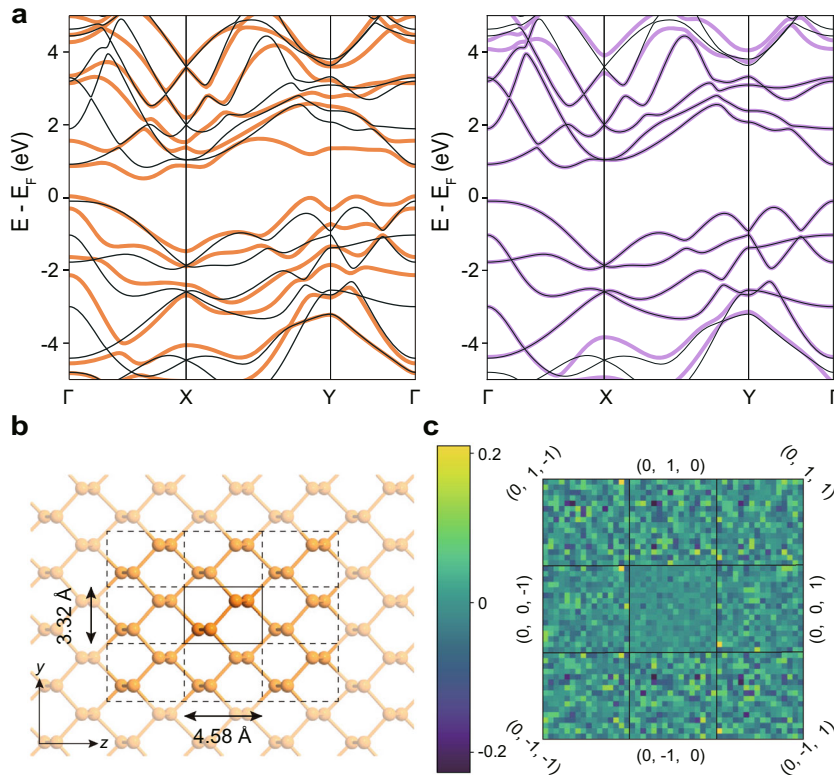 a
E - E_F (eV)
4
2
0
-2
-4
Γ
X
Y
Γ
E - E_F (eV)
4
2
0
-2
-4
Γ
X
Y
Γ
b
3.32 Å
4.58 Å
y
z
c
0.2
0
-0.2
(0, 1, -1)
(0, 1, 0)
(0, 1, 1)
(0, 0, -1)
(0, 0, 1)
(0, -1, -1)
(0, -1, 0)
(0, -1, 1)